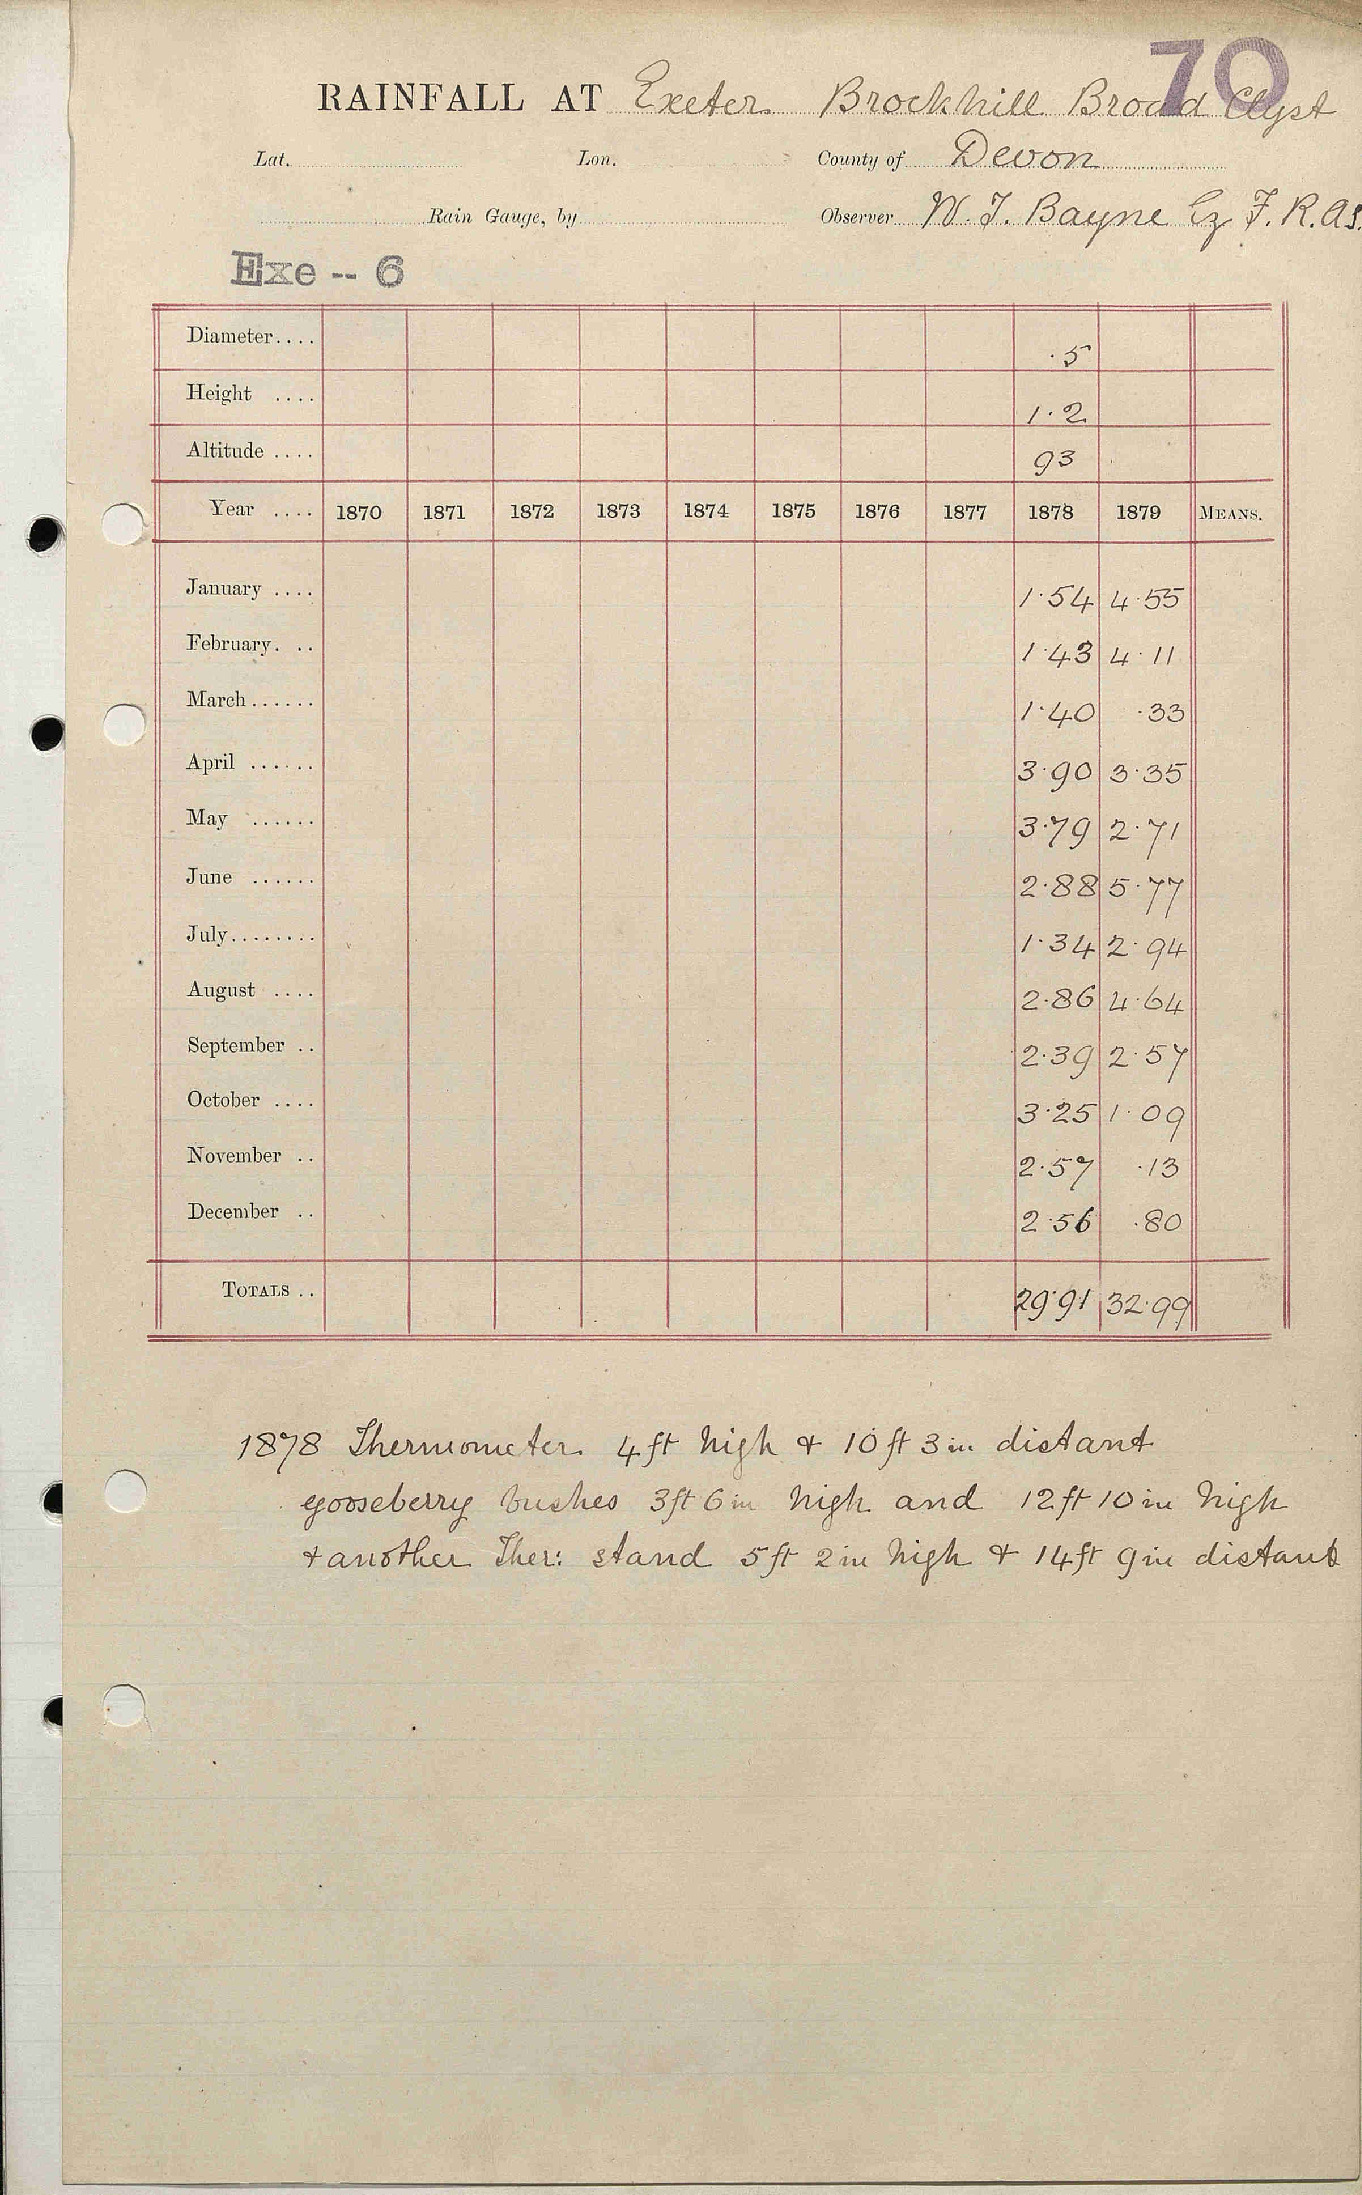 70
RAINFALL AT Exeter Brockhill Broad Clyst
Lat. Lon. County of Devon
Rain Gauge, by Observer W. J. Bayne Esq F.R.A.S.
Exe -- 6
Diameter.... 5
Height .... 1.2
Altitude .... 93
Year .... 1870 1871 1872 1873 1874 1875 1876 1877 1878 1879 MEANS.
January .... 1.54 4.55
February. .. 1.43 4.11
March ...... 1.40 .33
April ...... 3.90 3.35
May ...... 3.79 2.71
June ...... 2.88 5.77
July........ 1.34 2.94
August .... 2.86 4.64
September .. 2.39 2.57
October .... 3.25 1.09
November .. 2.57 .13
December .. 2.56 .80
TOTALS .. 29.91 32.99
1878 Thermometer 4ft high & 10ft 3in distant
gooseberry bushes 3ft 6in high and 12ft 10in high
& another Ther: stand 5ft 2in high & 14ft 9in distant